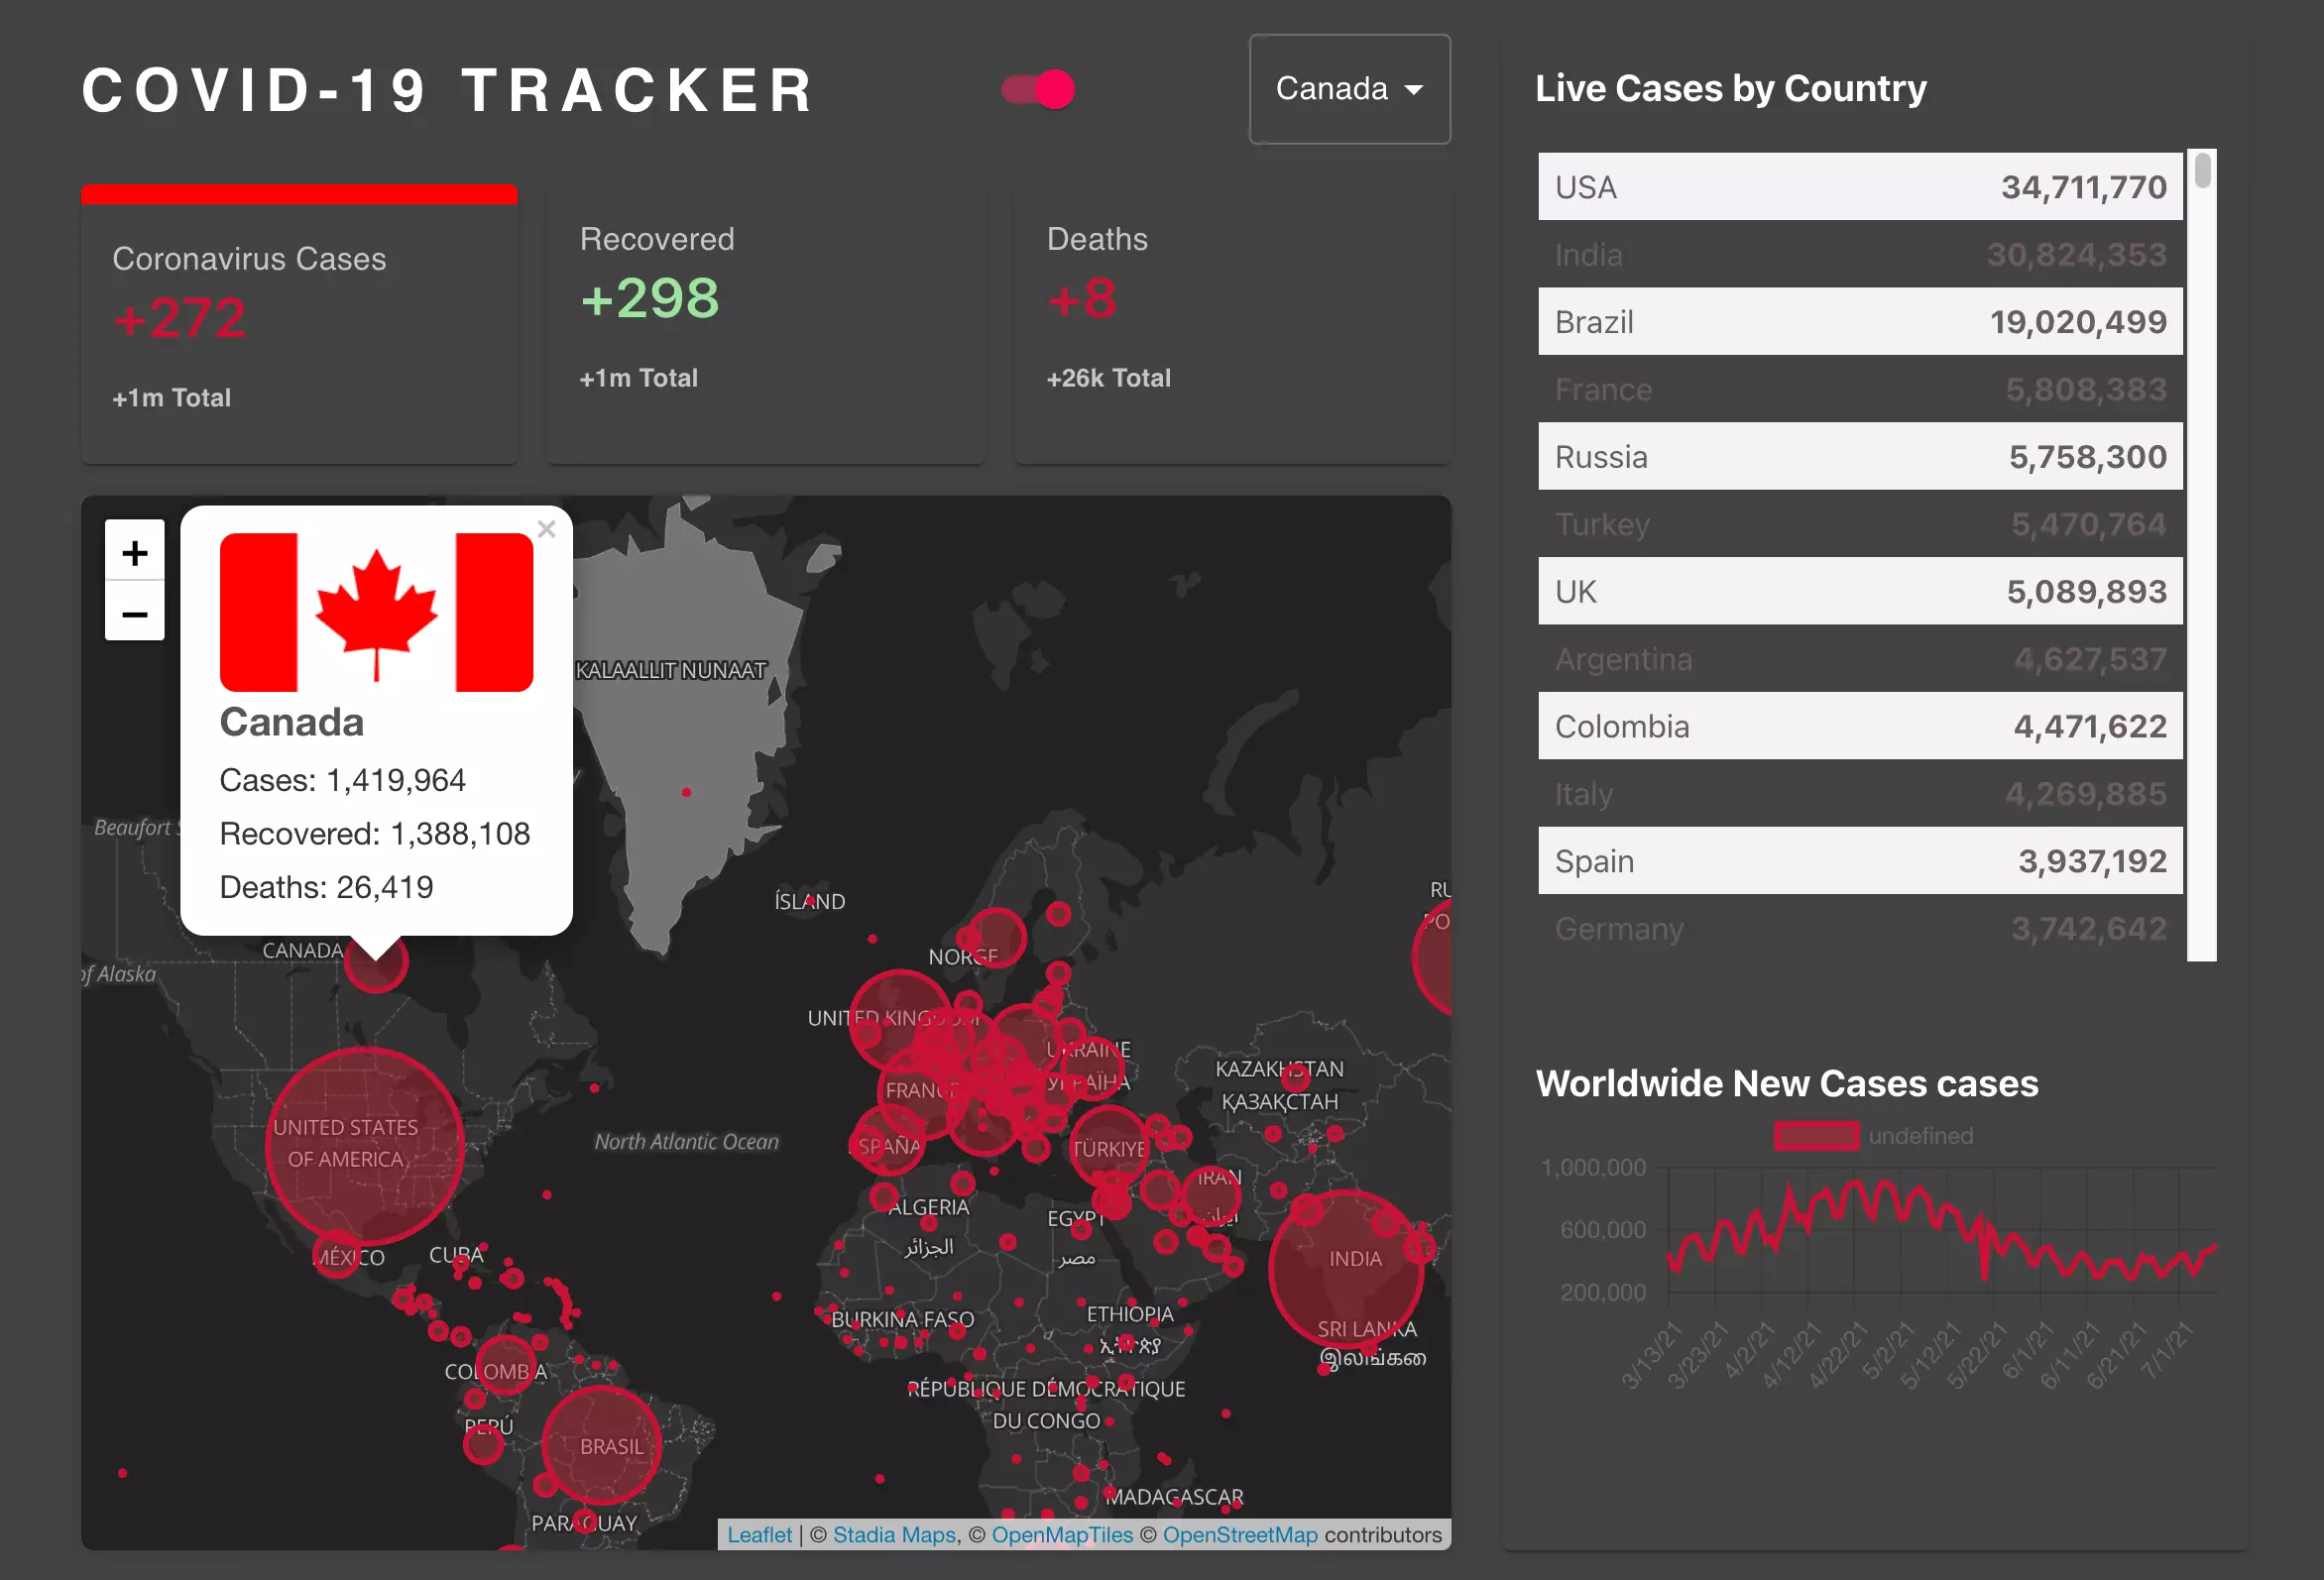 COVID-19 TRACKER
Canada
Coronavirus Cases
+272
+1m Total
Recovered
+298
+1m Total
Deaths
+8
+26k Total
+
−
×
Canada
Cases: 1,419,964
Recovered: 1,388,108
Deaths: 26,419
KALAALLIT NUNAAT
Beaufort S
ÍSLAND
RU
PO
CANADA
NORGE
of Alaska
UNITED KINGDOM
UKRAINE
УКРАЇНА
KAZAKHSTAN
ҚАЗАҚСТАН
FRANCE
UNITED STATES
OF AMERICA
North Atlantic Ocean
ESPAÑA
TÜRKIYE
IRAN
ایران
ALGERIA
الجزائر
EGYPT
مصر
MÉXICO
CUBA
INDIA
BURKINA FASO
ETHIOPIA
ኢትዮጵያ
SRI LANKA
இலங்கை
COLOMBIA
RÉPUBLIQUE DÉMOCRATIQUE
DU CONGO
PERÚ
BRASIL
MADAGASCAR
PARAGUAY
Leaflet | © Stadia Maps, © OpenMapTiles © OpenStreetMap contributors
Live Cases by Country
USA 34,711,770
India 30,824,353
Brazil 19,020,499
France 5,808,383
Russia 5,758,300
Turkey 5,470,764
UK 5,089,893
Argentina 4,627,537
Colombia 4,471,622
Italy 4,269,885
Spain 3,937,192
Germany 3,742,642
Worldwide New Cases cases
undefined
1,000,000
600,000
200,000
3/13/21 3/23/21 4/2/21 4/12/21 4/22/21 5/2/21 5/12/21 5/22/21 6/1/21 6/11/21 6/21/21 7/1/21